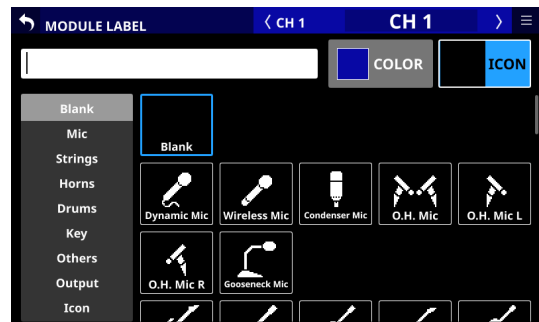 MODULE LABEL
CH 1
CH 1
COLOR
ICON
Blank
Mic
Strings
Horns
Drums
Key
Others
Output
Icon
Blank
Dynamic Mic
Wireless Mic
Condenser Mic
O.H. Mic
O.H. Mic L
O.H. Mic R
Gooseneck Mic